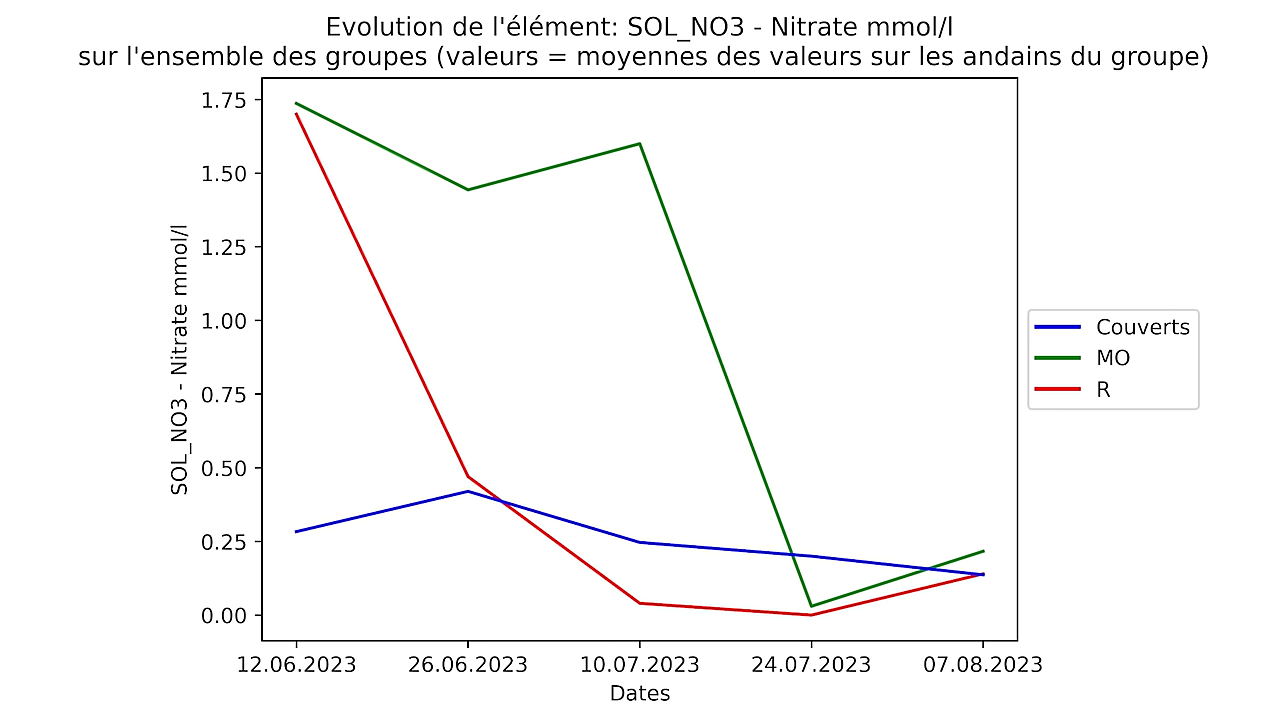 Evolution de l'élément: SOL_NO3 - Nitrate mmol/l
sur l'ensemble des groupes (valeurs = moyennes des valeurs sur les andains du groupe)
SOL_NO3 - Nitrate mmol/l
1.75
1.50
1.25
1.00
0.75
0.50
0.25
0.00
12.06.2023
26.06.2023
10.07.2023
24.07.2023
07.08.2023
Dates
Couverts
MO
R